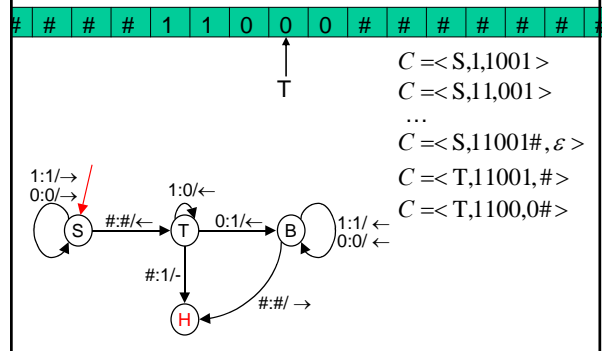 # # # # 1 1 0 0 0 # # # # # #
T
C =< S,1,1001 >
C =< S,11,001 >
…
C =< S,11001#, ε >
C =< T,11001, # >
C =< T,1100,0# >
1:1/→
0:0/→
1:0/←
S
#:#/←
T
0:1/←
B
1:1/ ←
0:0/ ←
#:1/-
#:#/ →
H